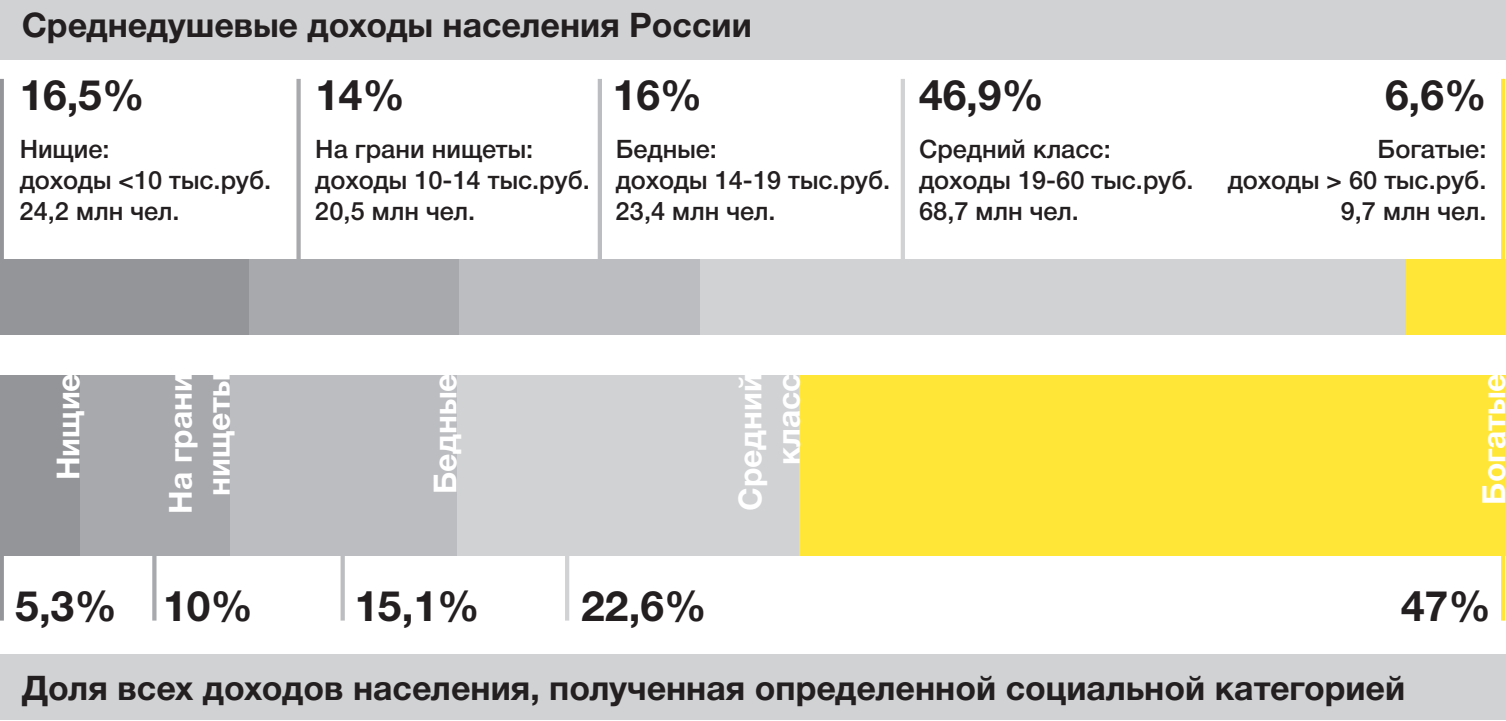 Среднедушевые доходы населения России
16,5%
Нищие:
доходы <10 тыс.руб.
24,2 млн чел.
14%
На грани нищеты:
доходы 10-14 тыс.руб.
20,5 млн чел.
16%
Бедные:
доходы 14-19 тыс.руб.
23,4 млн чел.
46,9%
Средний класс:
доходы 19-60 тыс.руб.
68,7 млн чел.
6,6%
Богатые:
доходы > 60 тыс.руб.
9,7 млн чел.
Нищие
На грани
нищеты
Бедные
Средний
класс
Богатые
5,3%
10%
15,1%
22,6%
47%
Доля всех доходов населения, полученная определенной социальной категорией